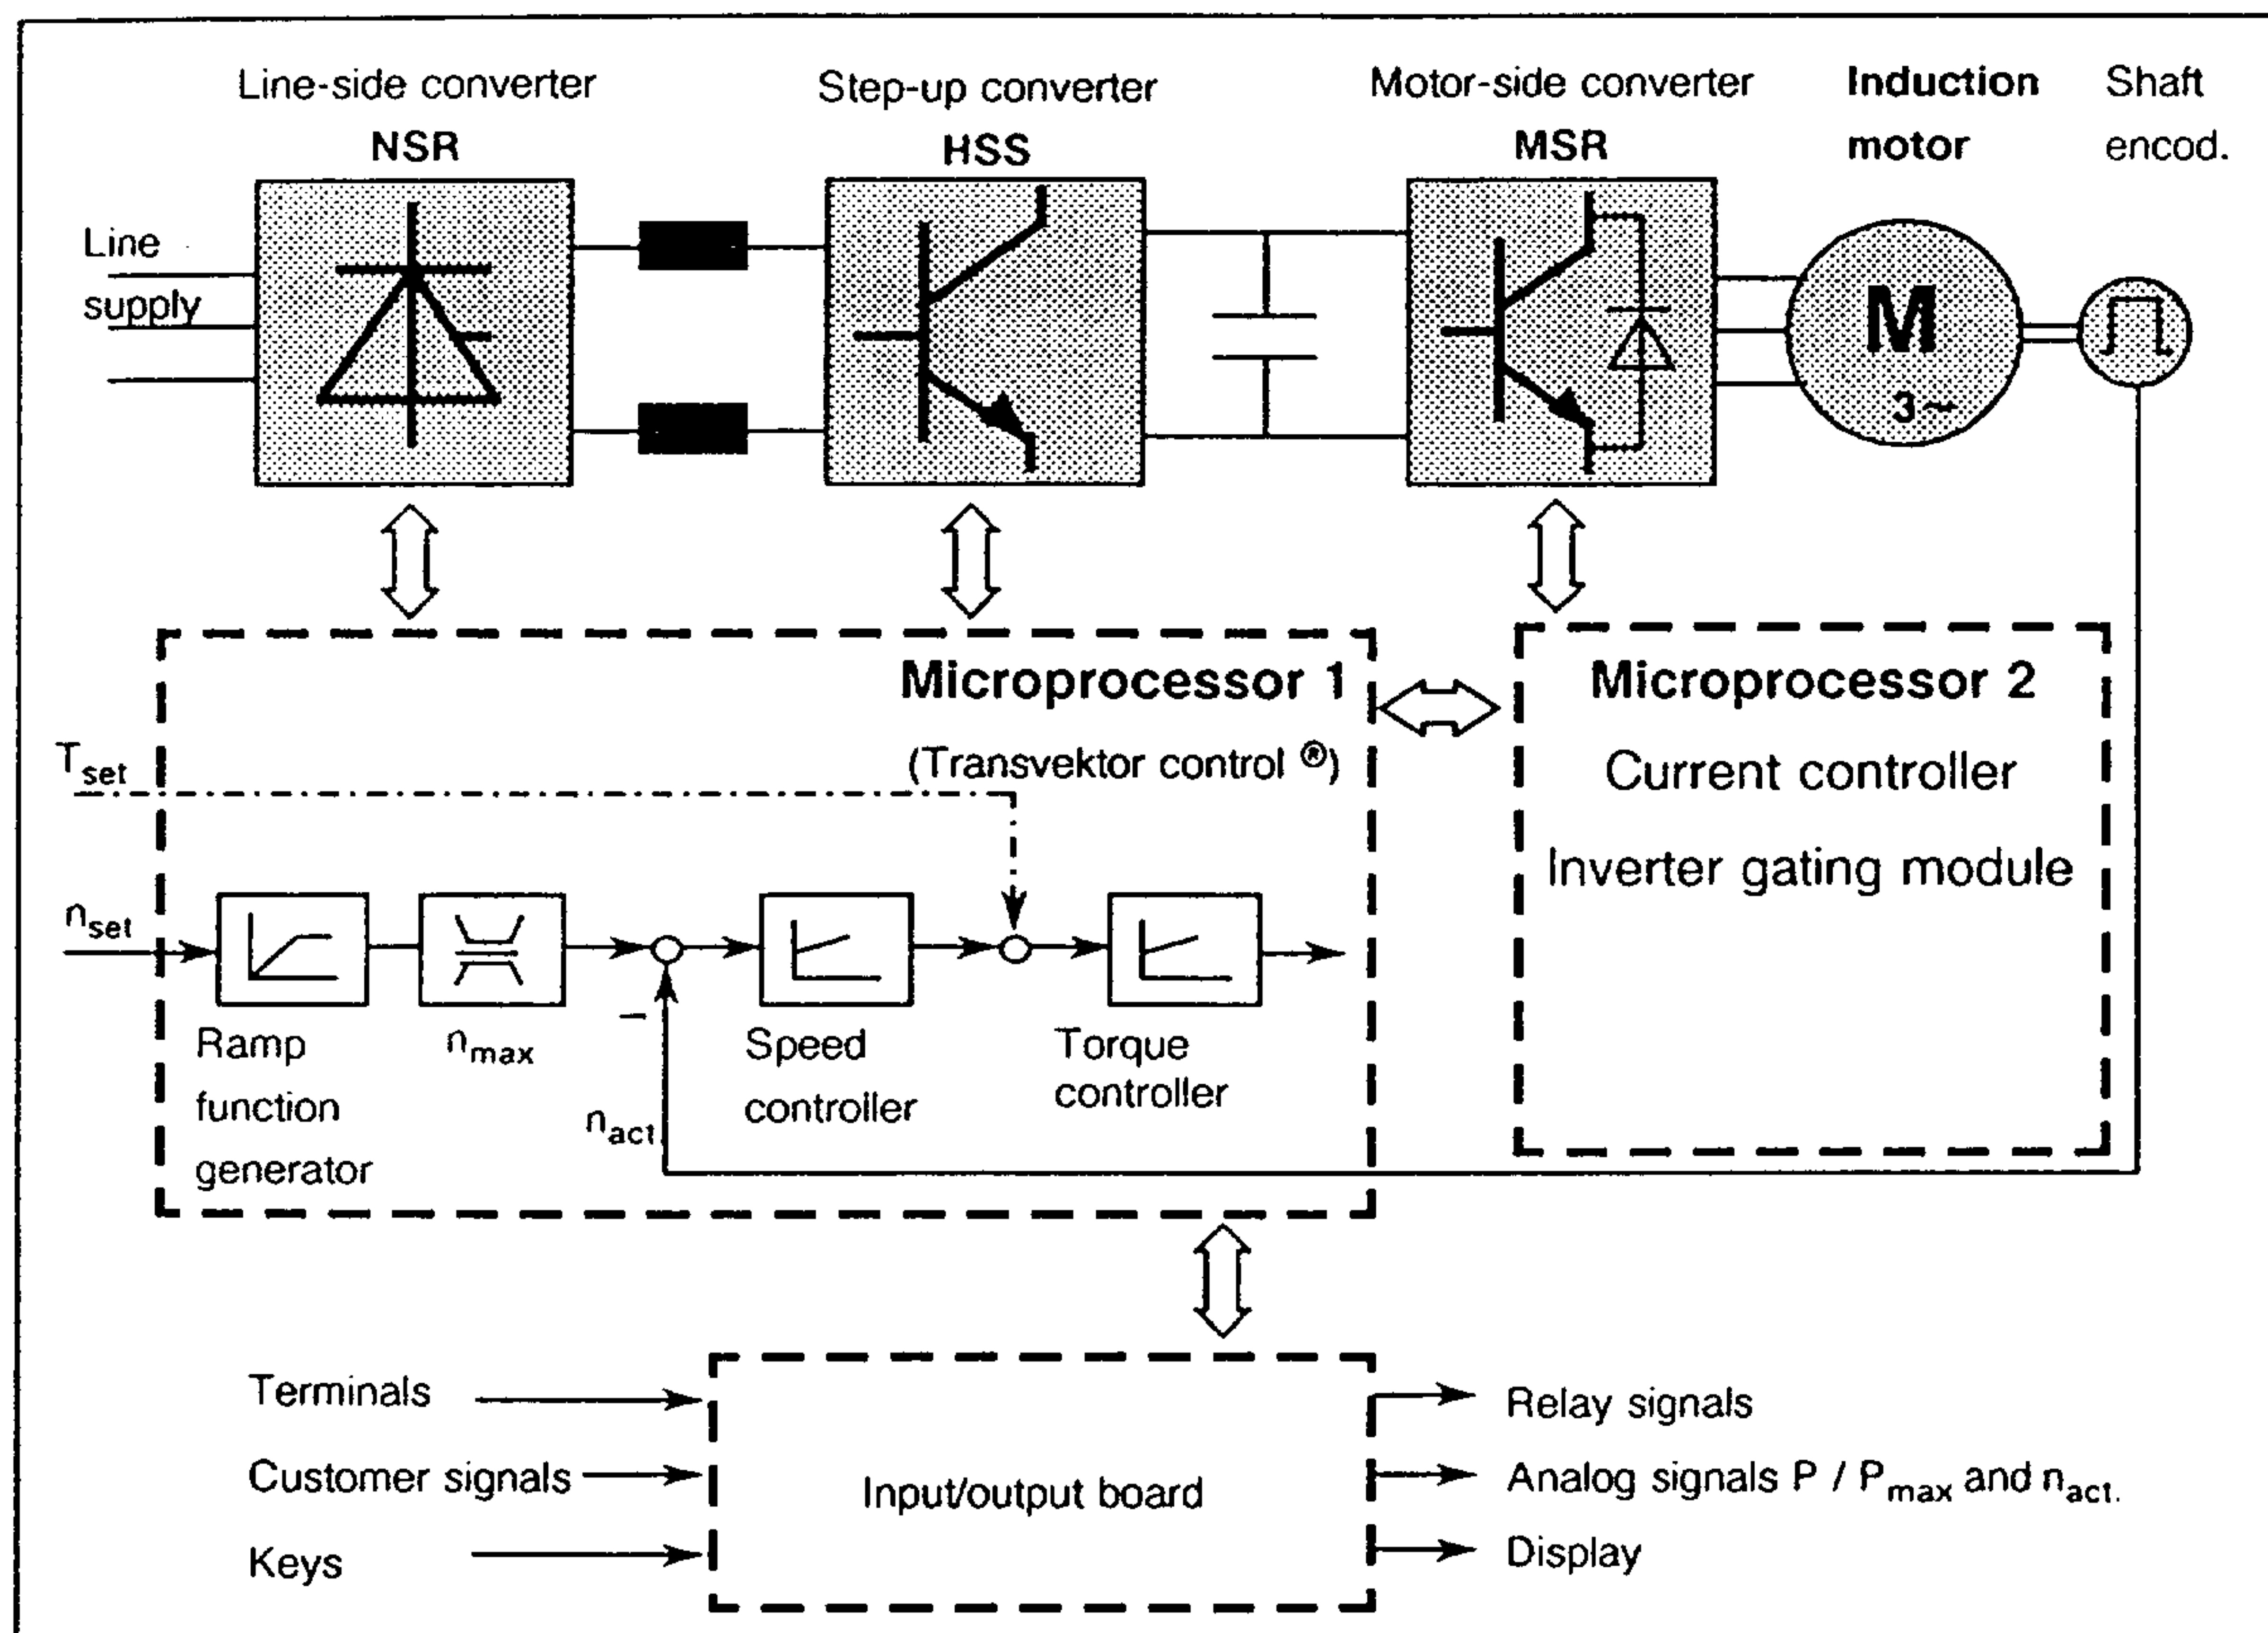 Line-side converter
NSR
Step-up converter
HSS
Motor-side converter
MSR
Induction
motor
Shaft
encod.
Line
supply
M
3~
Microprocessor 1
(Transvektor control ®)
Microprocessor 2
Current controller
Inverter gating module
Tset
nset
Ramp
function
generator
nmax
–
nact.
Speed
controller
Torque
controller
Terminals
Customer signals
Keys
Input/output board
Relay signals
Analog signals P / Pmax and nact.
Display